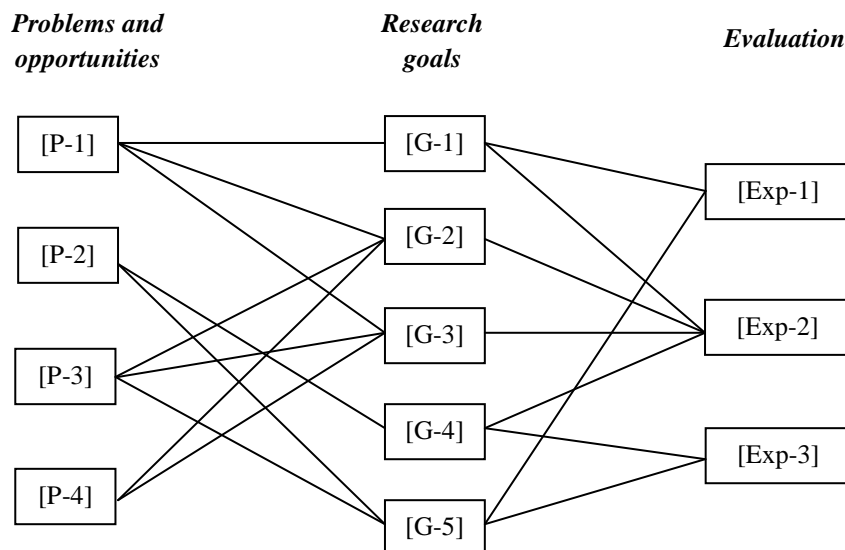 Problems and
opportunities
Research
goals
Evaluation
[P-1]
[P-2]
[P-3]
[P-4]
[G-1]
[G-2]
[G-3]
[G-4]
[G-5]
[Exp-1]
[Exp-2]
[Exp-3]